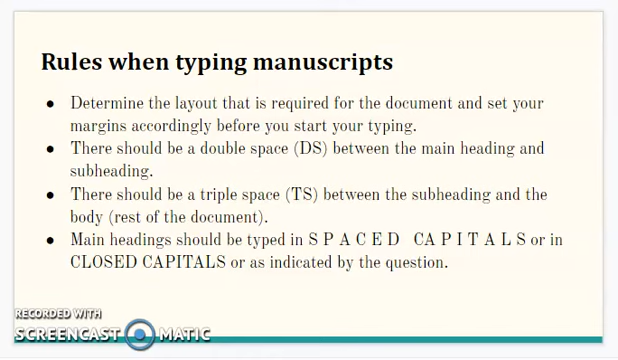 Rules when typing manuscripts
● Determine the layout that is required for the document and set your
margins accordingly before you start your typing.
● There should be a double space (DS) between the main heading and
subheading.
● There should be a triple space (TS) between the subheading and the
body (rest of the document).
● Main headings should be typed in S P A C E D   CA P I T A L S or in
CLOSED CAPITALS or as indicated by the question.
RECORDED WITH
SCREENCAST MATIC